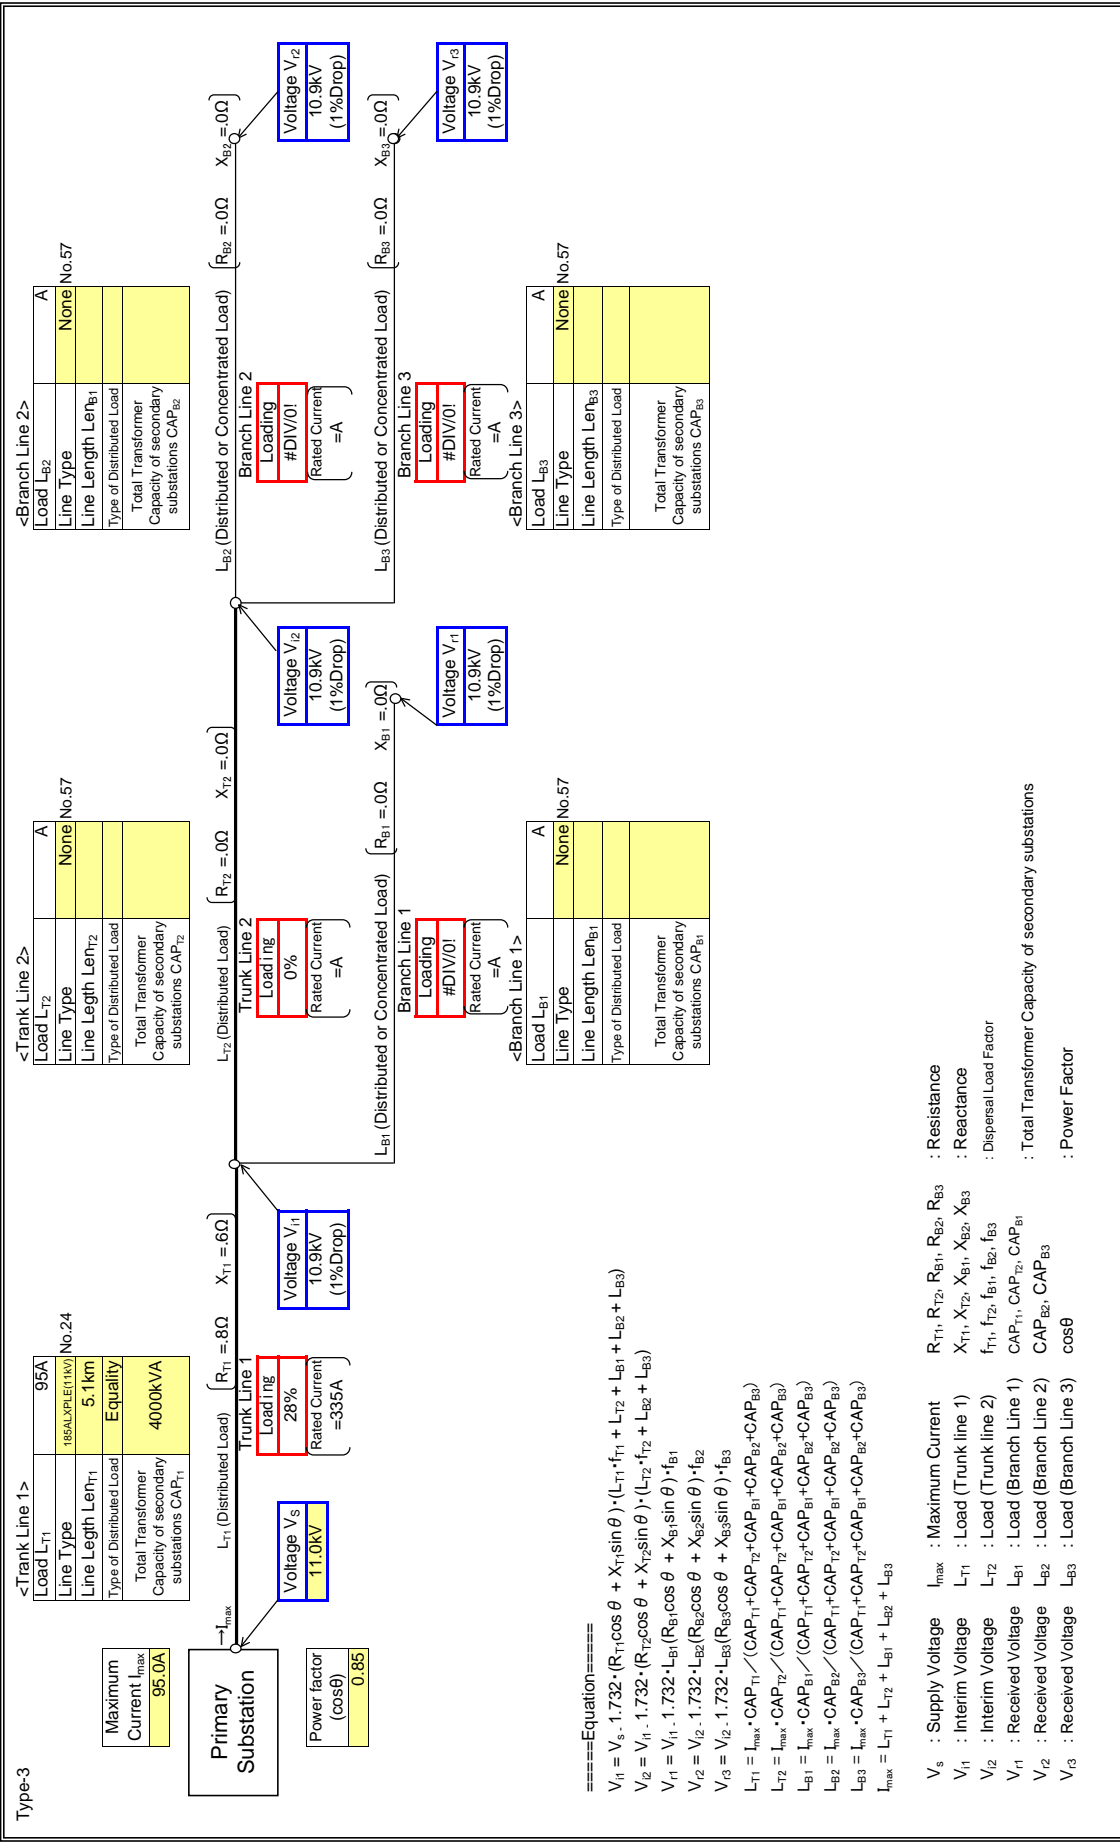 Type-3
Maximum
Current Imax
95.0A
Primary
Substation
Power factor
(cosθ)
0.85
→Imax
Voltage Vs
11.0kV
<Trank Line 1>
Load LT1 95A
Line Type 185ALXPLE(11kV) No.24
Line Legth LenT1 5.1km
Type of Distributed Load Equality
Total Transformer
Capacity of secondary
substations CAPT1
4000kVA
LT1 (Distributed Load)
RT1 =.8Ω XT1 =.6Ω
Trunk Line 1
Loading
28%
Rated Current
=335A
Voltage Vi1
10.9kV
(1%Drop)
<Trank Line 2>
Load LT2 A
Line Type None No.57
Line Legth LenT2
Type of Distributed Load
Total Transformer
Capacity of secondary
substations CAPT2
LT2 (Distributed Load)
RT2 =.0Ω XT2 =.0Ω
Trunk Line 2
Loading
0%
Rated Current
=A
Voltage Vi2
10.9kV
(1%Drop)
LB1 (Distributed or Concentrated Load)
RB1 =.0Ω XB1 =.0Ω
Branch Line 1
Loading
#DIV/0!
Rated Current
=A
Voltage Vr1
10.9kV
(1%Drop)
<Branch Line 1>
Load LB1 A
Line Type None No.57
Line Length LenB1
Type of Distributed Load
Total Transformer
Capacity of secondary
substations CAPB1
<Branch Line 2>
Load LB2 A
Line Type None No.57
Line Length LenB1
Type of Distributed Load
Total Transformer
Capacity of secondary
substations CAPB2
LB2 (Distributed or Concentrated Load)
RB2 =.0Ω XB2 =.0Ω
Branch Line 2
Loading
#DIV/0!
Rated Current
=A
Voltage Vr2
10.9kV
(1%Drop)
LB3 (Distributed or Concentrated Load)
RB3 =.0Ω XB3 =.0Ω
Branch Line 3
Loading
#DIV/0!
Rated Current
=A
Voltage Vr3
10.9kV
(1%Drop)
<Branch Line 3>
Load LB3 A
Line Type None No.57
Line Length LenB3
Type of Distributed Load
Total Transformer
Capacity of secondary
substations CAPB3
=====Equation=====
Vi1 = Vs - 1.732・(RT1cos θ + XT1sin θ)・(LT1・fT1 + LT2 + LB1 + LB2 + LB3)
Vi2 = Vi1 - 1.732・(RT2cos θ + XT2sin θ)・(LT2・fT2 + LB2 + LB3)
Vr1 = Vi1 - 1.732・LB1(RB1cos θ + XB1sin θ)・fB1
Vr2 = Vi2 - 1.732・LB2(RB2cos θ + XB2sin θ)・fB2
Vr3 = Vi2 - 1.732・LB3(RB3cos θ + XB3sin θ)・fB3
LT1 = Imax・CAPT1／(CAPT1+CAPT2+CAPB1+CAPB2+CAPB3)
LT2 = Imax・CAPT2／(CAPT1+CAPT2+CAPB1+CAPB2+CAPB3)
LB1 = Imax・CAPB1／(CAPT1+CAPT2+CAPB1+CAPB2+CAPB3)
LB2 = Imax・CAPB2／(CAPT1+CAPT2+CAPB1+CAPB2+CAPB3)
LB3 = Imax・CAPB3／(CAPT1+CAPT2+CAPB1+CAPB2+CAPB3)
Imax = LT1 + LT2 + LB1 + LB2 + LB3
Vs : Supply Voltage Imax : Maximum Current RT1, RT2, RB1, RB2, RB3 : Resistance
Vi1 : Interim Voltage LT1 : Load (Trunk line 1) XT1, XT2, XB1, XB2, XB3 : Reactance
Vi2 : Interim Voltage LT2 : Load (Trunk line 2) fT1, fT2, fB1, fB2, fB3 : Dispersal Load Factor
Vr1 : Received Voltage LB1 : Load (Branch Line 1) CAPT1, CAPT2, CAPB1
: Total Transformer Capacity of secondary substations
Vr2 : Received Voltage LB2 : Load (Branch Line 2) CAPB2, CAPB3
Vr3 : Received Voltage LB3 : Load (Branch Line 3) cosθ : Power Factor